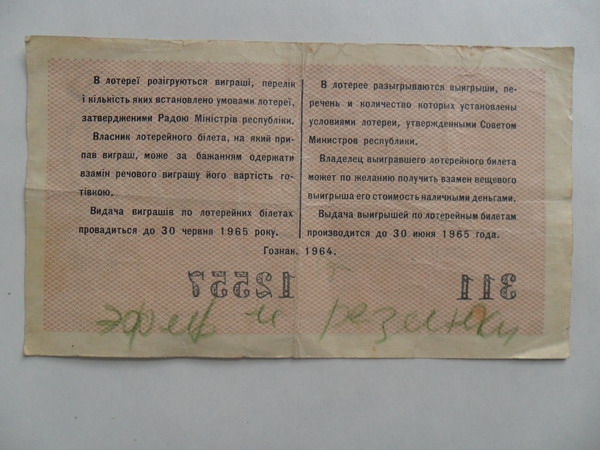 В лотереї розігруються виграші, перелік
і кількість яких встановлено умовами лотереї,
затвердженими Радою Міністрів республіки.
Власник лотерейного білета, на який при-
пав виграш, може за бажанням одержати
взамін речового виграшу його вартість го-
тівкою.
Видача виграшів по лотерейних білетах
провадиться до 30 червня 1965 року.
В лотерее разыгрываются выигрыши, пе-
речень и количество которых установлены
условиями лотереи, утвержденными Советом
Министров республики.
Владелец выигравшего лотерейного билета
может по желанию получить взамен вещевого
выигрыша его стоимость наличными деньгами.
Выдача выигрышей по лотерейным билетам
производится до 30 июня 1965 года.
Гознак. 1964.
12557 311
и резинки